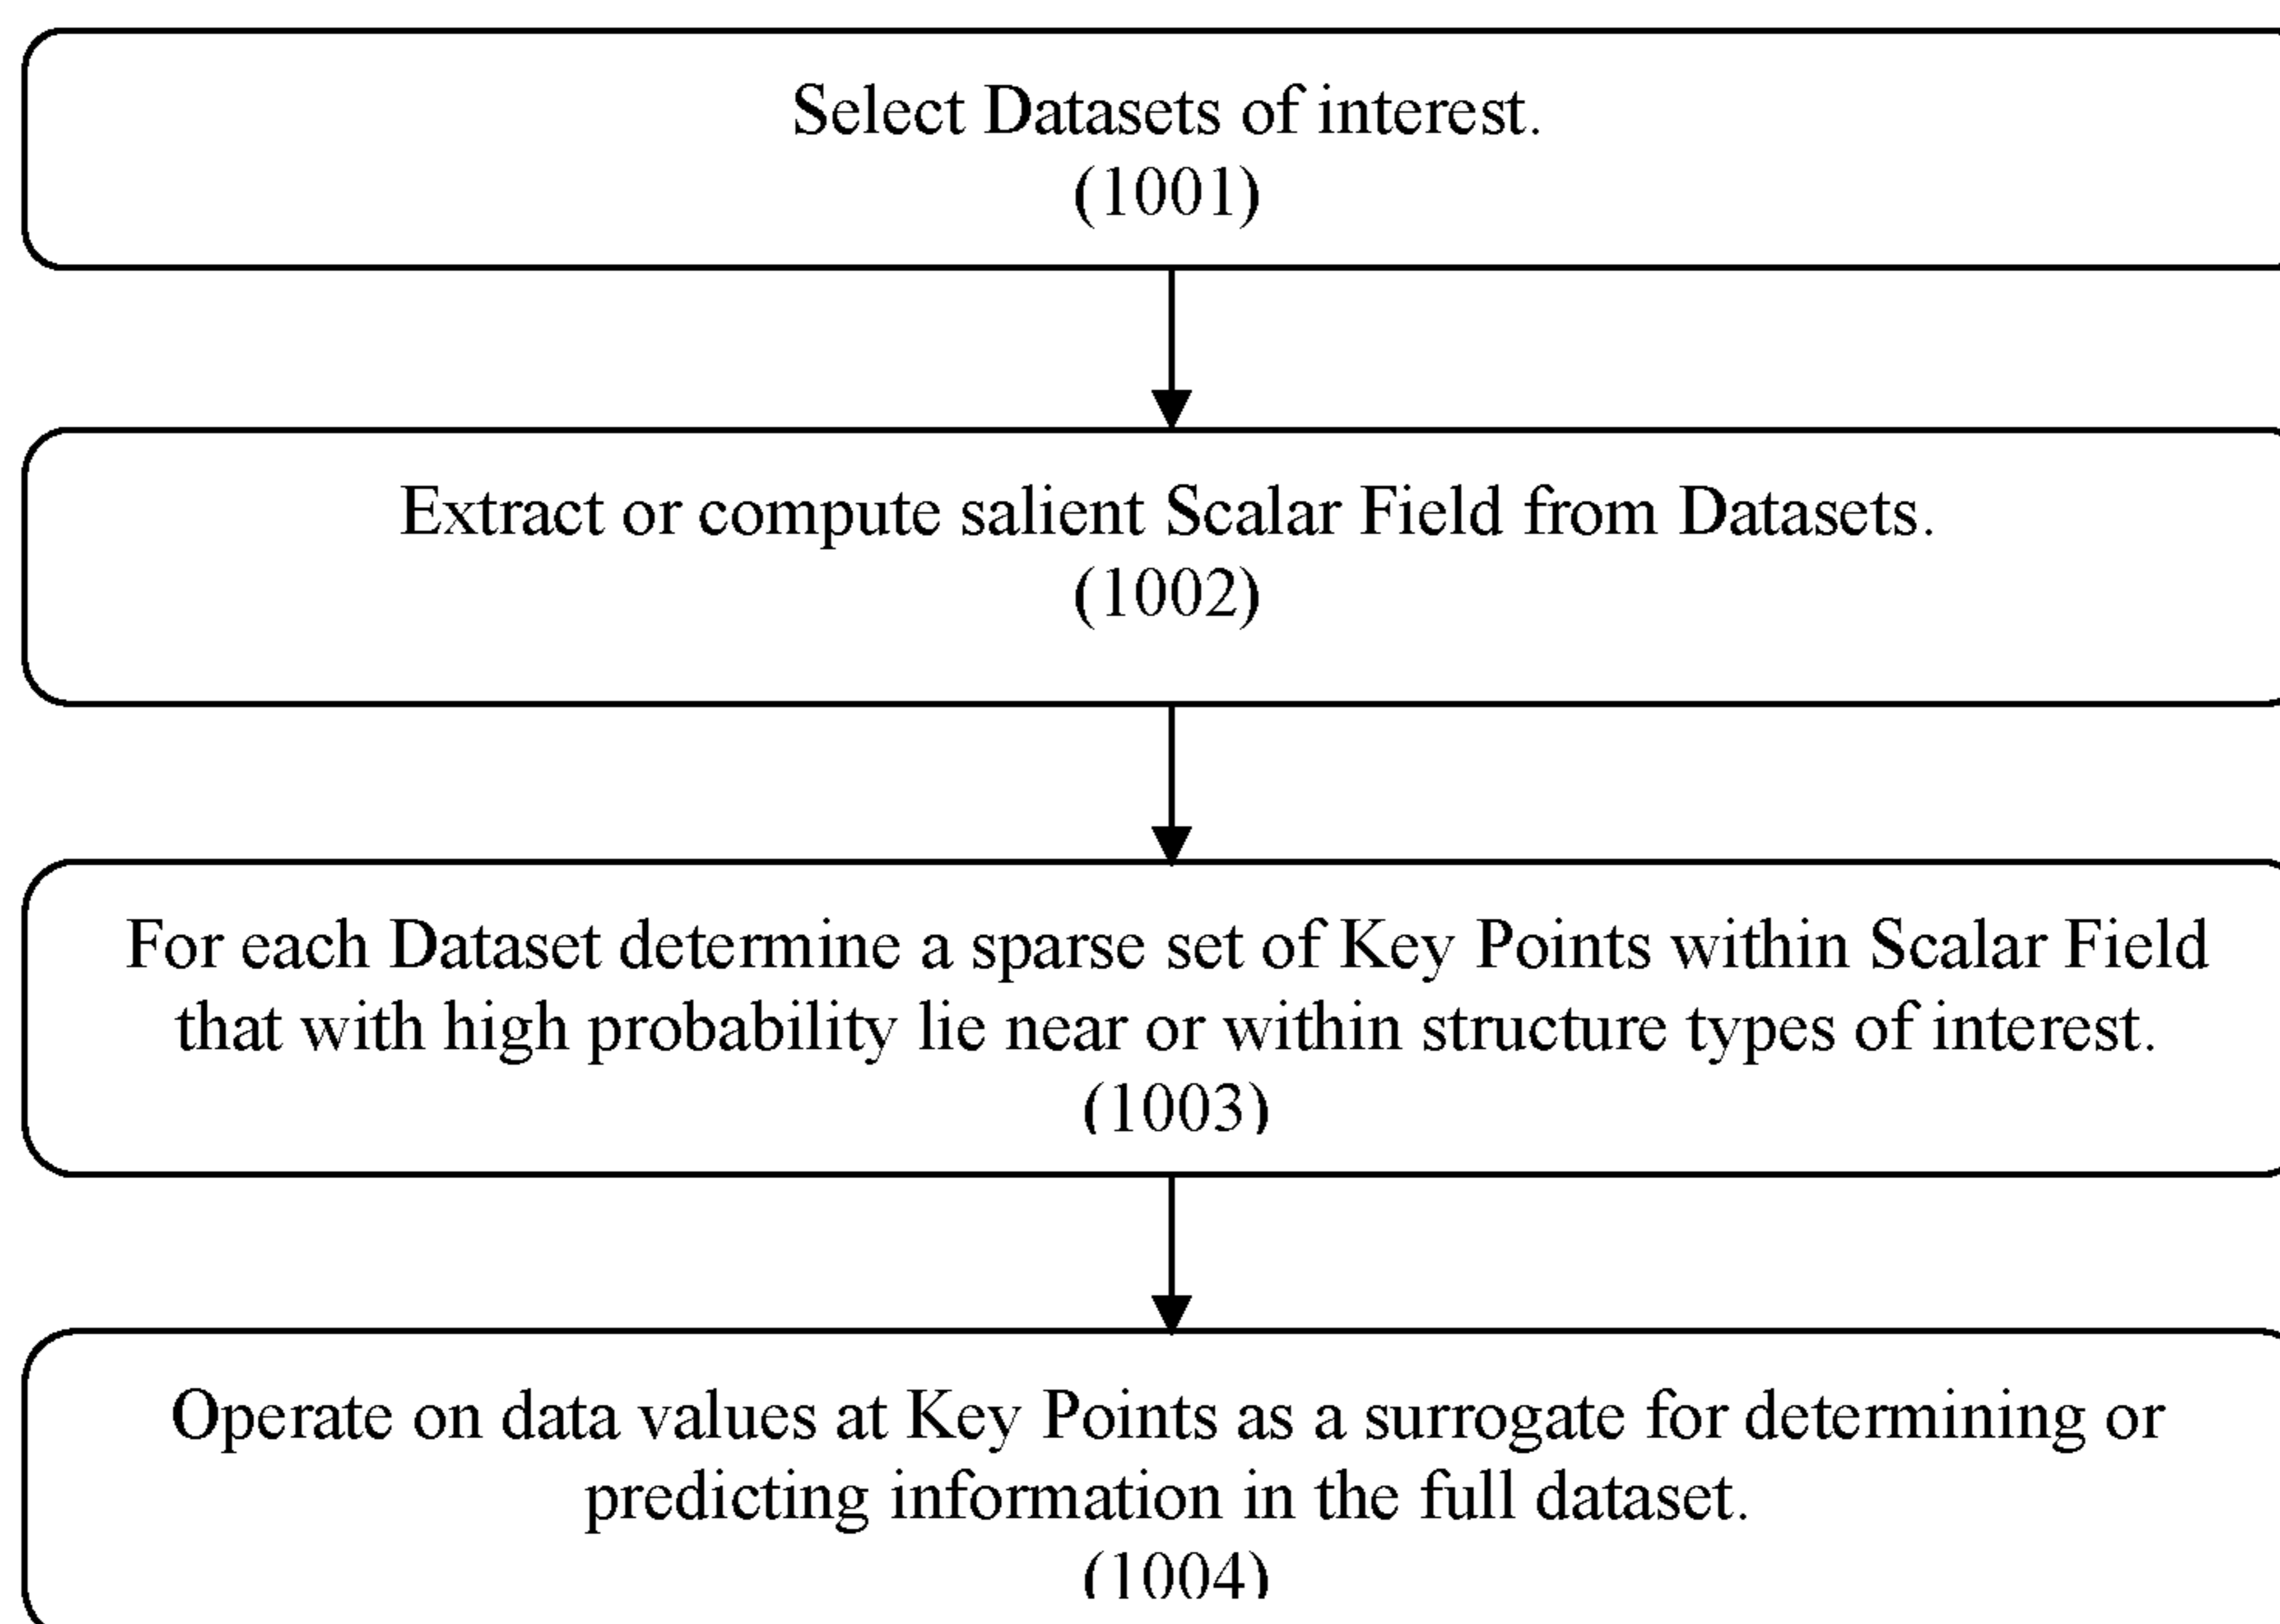 Select Datasets of interest.
(1001)
Extract or compute salient Scalar Field from Datasets.
(1002)
For each Dataset determine a sparse set of Key Points within Scalar Field
that with high probability lie near or within structure types of interest.
(1003)
Operate on data values at Key Points as a surrogate for determining or
predicting information in the full dataset.
(1004)